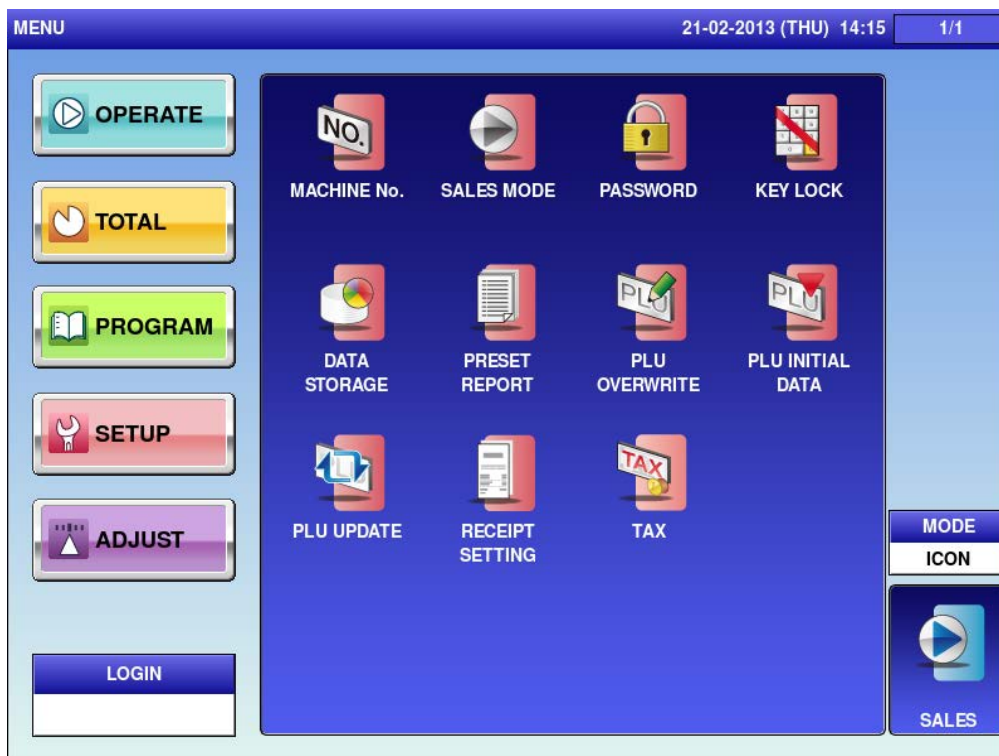 MENU
21-02-2013 (THU) 14:15
1/1
OPERATE
TOTAL
PROGRAM
SETUP
ADJUST
LOGIN
NO.
MACHINE No.
SALES MODE
PASSWORD
KEY LOCK
DATA
STORAGE
PRESET
REPORT
PLU
PLU
OVERWRITE
PLU
PLU INITIAL
DATA
PLU UPDATE
RECEIPT
SETTING
TAX
TAX
MODE
ICON
SALES